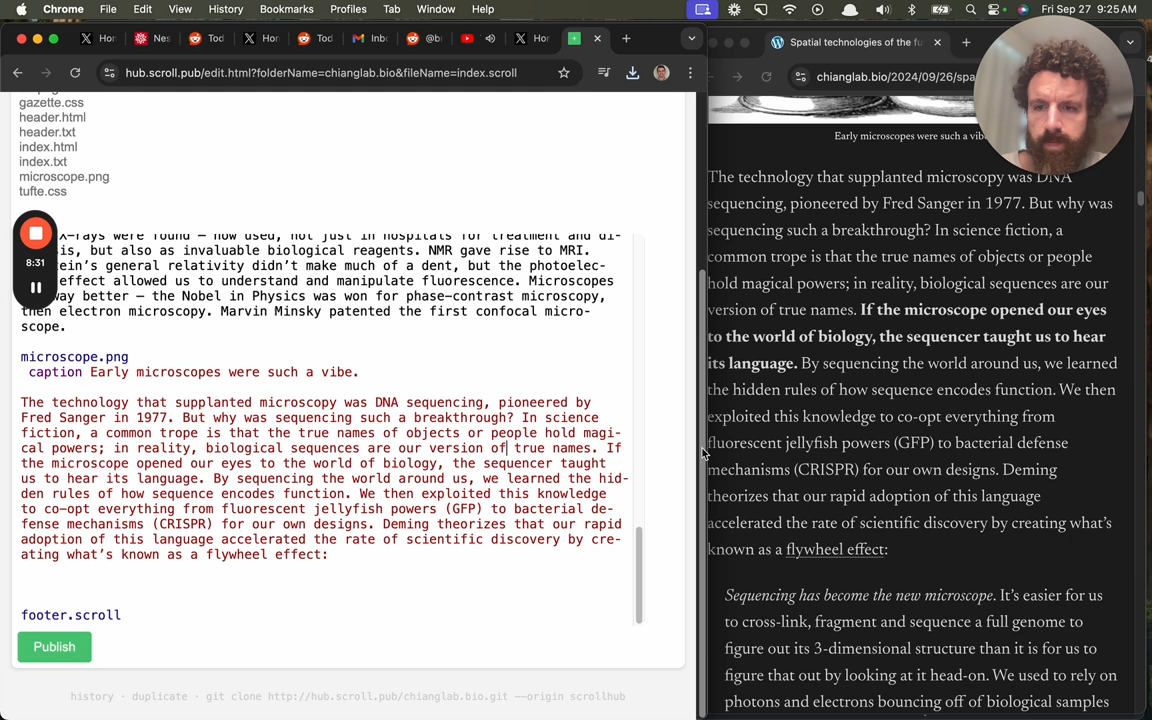 Chrome File Edit View History Bookmarks Profiles Tab Window Help Fri Sep 27 9:25 AM
Hor Nes Tod Hor Tod Inb @br Hor
hub.scroll.pub/edit.html?folderName=chianglab.bio&fileName=index.scroll
gazette.css
header.html
header.txt
index.html
index.txt
microscope.png
tufte.css
8:31
X-rays were found — now used, not just in hospitals for treatment and di-
sis, but also as invaluable biological reagents. NMR gave rise to MRI.
tein's general relativity didn't make much of a dent, but the photoelec-
effect allowed us to understand and manipulate fluorescence. Microscopes
way better — the Nobel in Physics was won for phase-contrast microscopy,
then electron microscopy. Marvin Minsky patented the first confocal micro-
scope.
microscope.png
caption Early microscopes were such a vibe.
The technology that supplanted microscopy was DNA sequencing, pioneered by
Fred Sanger in 1977. But why was sequencing such a breakthrough? In science
fiction, a common trope is that the true names of objects or people hold magi-
cal powers; in reality, biological sequences are our version of true names. If
the microscope opened our eyes to the world of biology, the sequencer taught
us to hear its language. By sequencing the world around us, we learned the hid-
den rules of how sequence encodes function. We then exploited this knowledge
to co-opt everything from fluorescent jellyfish powers (GFP) to bacterial de-
fense mechanisms (CRISPR) for our own designs. Deming theorizes that our rapid
adoption of this language accelerated the rate of scientific discovery by cre-
ating what's known as a flywheel effect:
footer.scroll
Publish
history · duplicate · git clone http://hub.scroll.pub/chianglab.bio.git --origin scrollhub
Spatial technologies of the fu
chianglab.bio/2024/09/26/spa
Early microscopes were such a vibe
The technology that supplanted microscopy was DNA
sequencing, pioneered by Fred Sanger in 1977. But why was
sequencing such a breakthrough? In science fiction, a
common trope is that the true names of objects or people
hold magical powers; in reality, biological sequences are our
version of true names. If the microscope opened our eyes
to the world of biology, the sequencer taught us to hear
its language. By sequencing the world around us, we learned
the hidden rules of how sequence encodes function. We then
exploited this knowledge to co-opt everything from
fluorescent jellyfish powers (GFP) to bacterial defense
mechanisms (CRISPR) for our own designs. Deming
theorizes that our rapid adoption of this language
accelerated the rate of scientific discovery by creating what's
known as a flywheel effect:
Sequencing has become the new microscope. It's easier for us
to cross-link, fragment and sequence a full genome to
figure out its 3-dimensional structure than it is for us to
figure that out by looking at it head-on. We used to rely on
photons and electrons bouncing off of biological samples